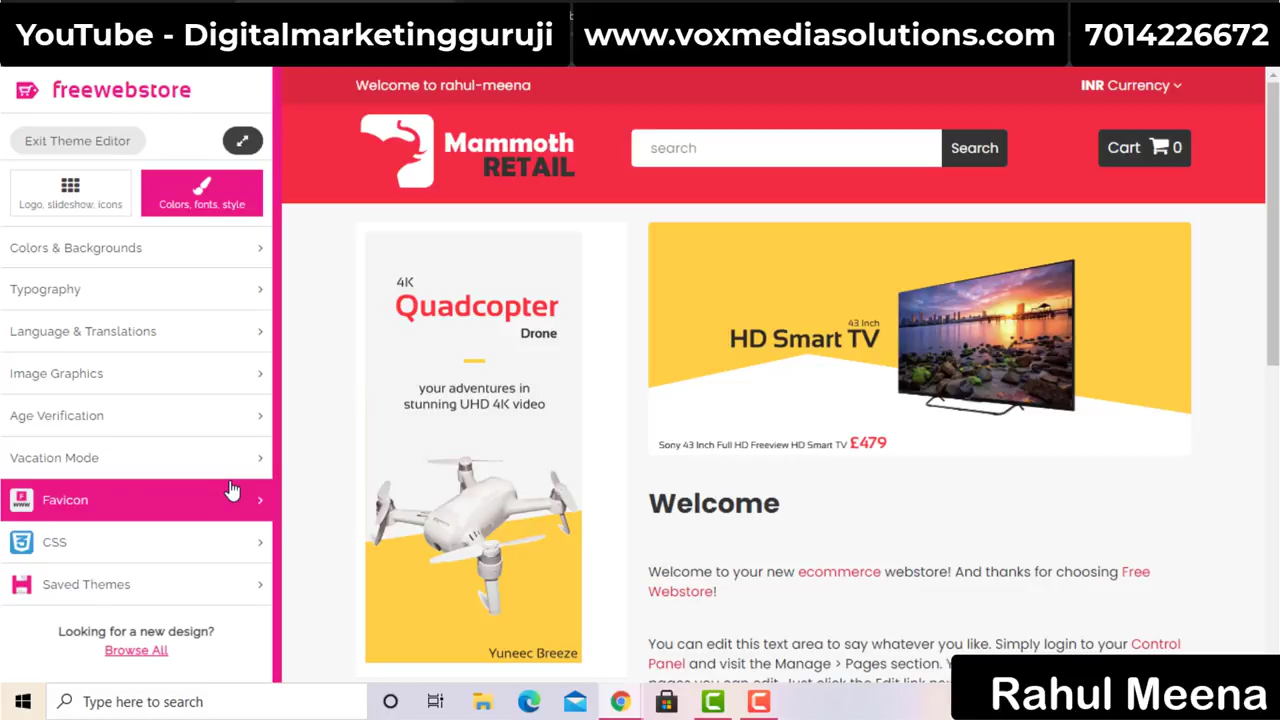 YouTube - Digitalmarketingguruji
www.voxmediasolutions.com
7014226672
freewebstore
Exit Theme Editor
Logo, slideshow, icons
Colors, fonts, style
Colors & Backgrounds
Typography
Language & Translations
Image Graphics
Age Verification
Vacation Mode
F
www
Favicon
CSS
Saved Themes
Looking for a new design?
Browse All
Welcome to rahul-meena
INR Currency
Mammoth
RETAIL
search
Search
Cart 0
4K
Quadcopter
Drone
your adventures in
stunning UHD 4K video
Yuneec Breeze
43 Inch
HD Smart TV
Sony 43 Inch Full HD Freeview HD Smart TV £479
Welcome
Welcome to your new ecommerce webstore! And thanks for choosing Free
Webstore!
You can edit this text area to say whatever you like. Simply login to your Control
Panel and visit the Manage > Pages section.
Rahul Meena
Type here to search